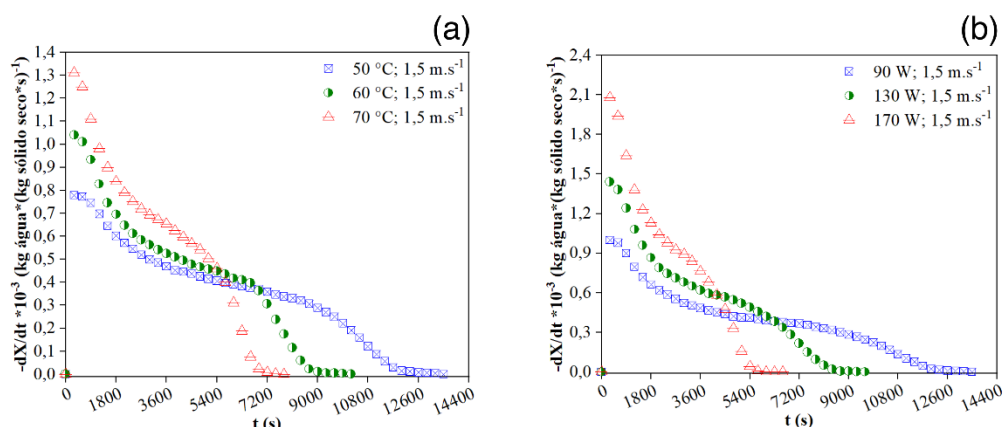 (a)
-dX/dt *10⁻³ (kg água*(kg sólido seco*s)⁻¹
1,4
1,3
1,2
1,1
1,0
0,9
0,8
0,7
0,6
0,5
0,4
0,3
0,2
0,1
0,0
50 °C; 1,5 m.s⁻¹
60 °C; 1,5 m.s⁻¹
70 °C; 1,5 m.s⁻¹
0 1800 3600 5400 7200 9000 10800 12600 14400
t (s)
(b)
-dX/dt *10⁻³ (kg água*(kg sólido seco*s)⁻¹
2,4
2,1
1,8
1,5
1,2
0,9
0,6
0,3
0,0
90 W; 1,5 m.s⁻¹
130 W; 1,5 m.s⁻¹
170 W; 1,5 m.s⁻¹
0 1800 3600 5400 7200 9000 10800 12600 14400
t (s)